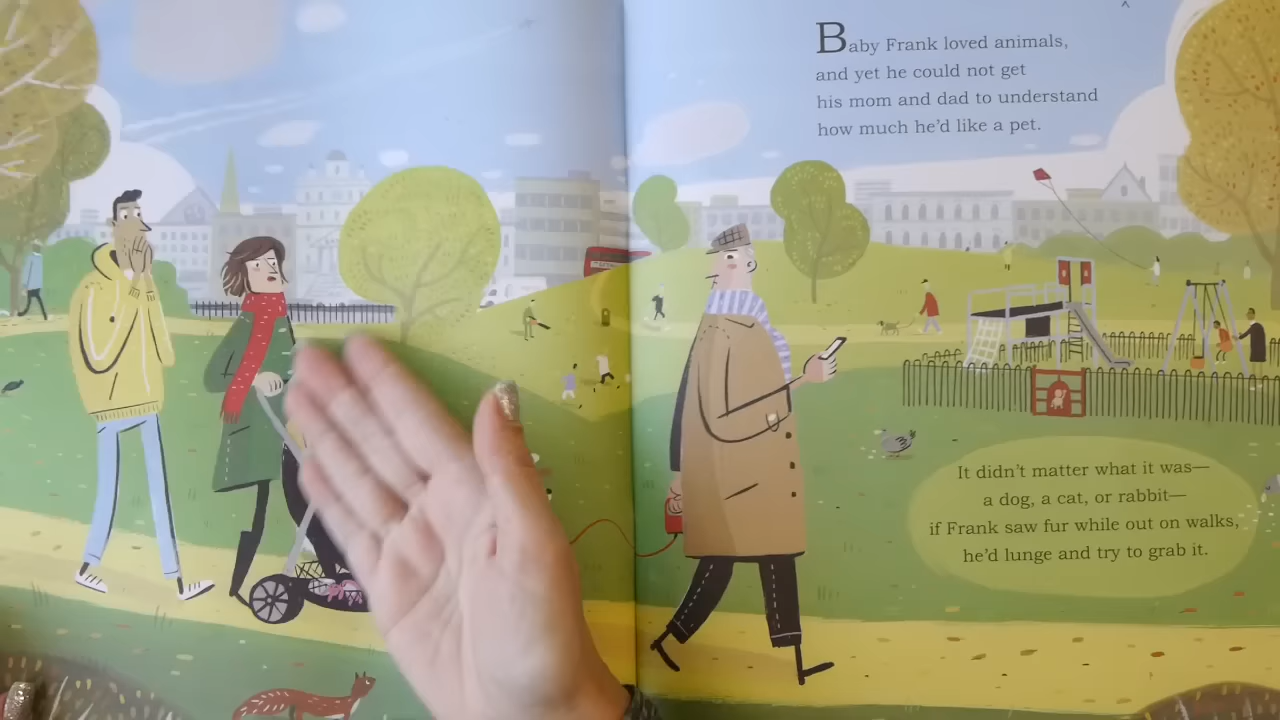 Baby Frank loved animals,
and yet he could not get
his mom and dad to understand
how much he'd like a pet.
It didn't matter what it was—
a dog, a cat, or rabbit—
if Frank saw fur while out on walks,
he'd lunge and try to grab it.